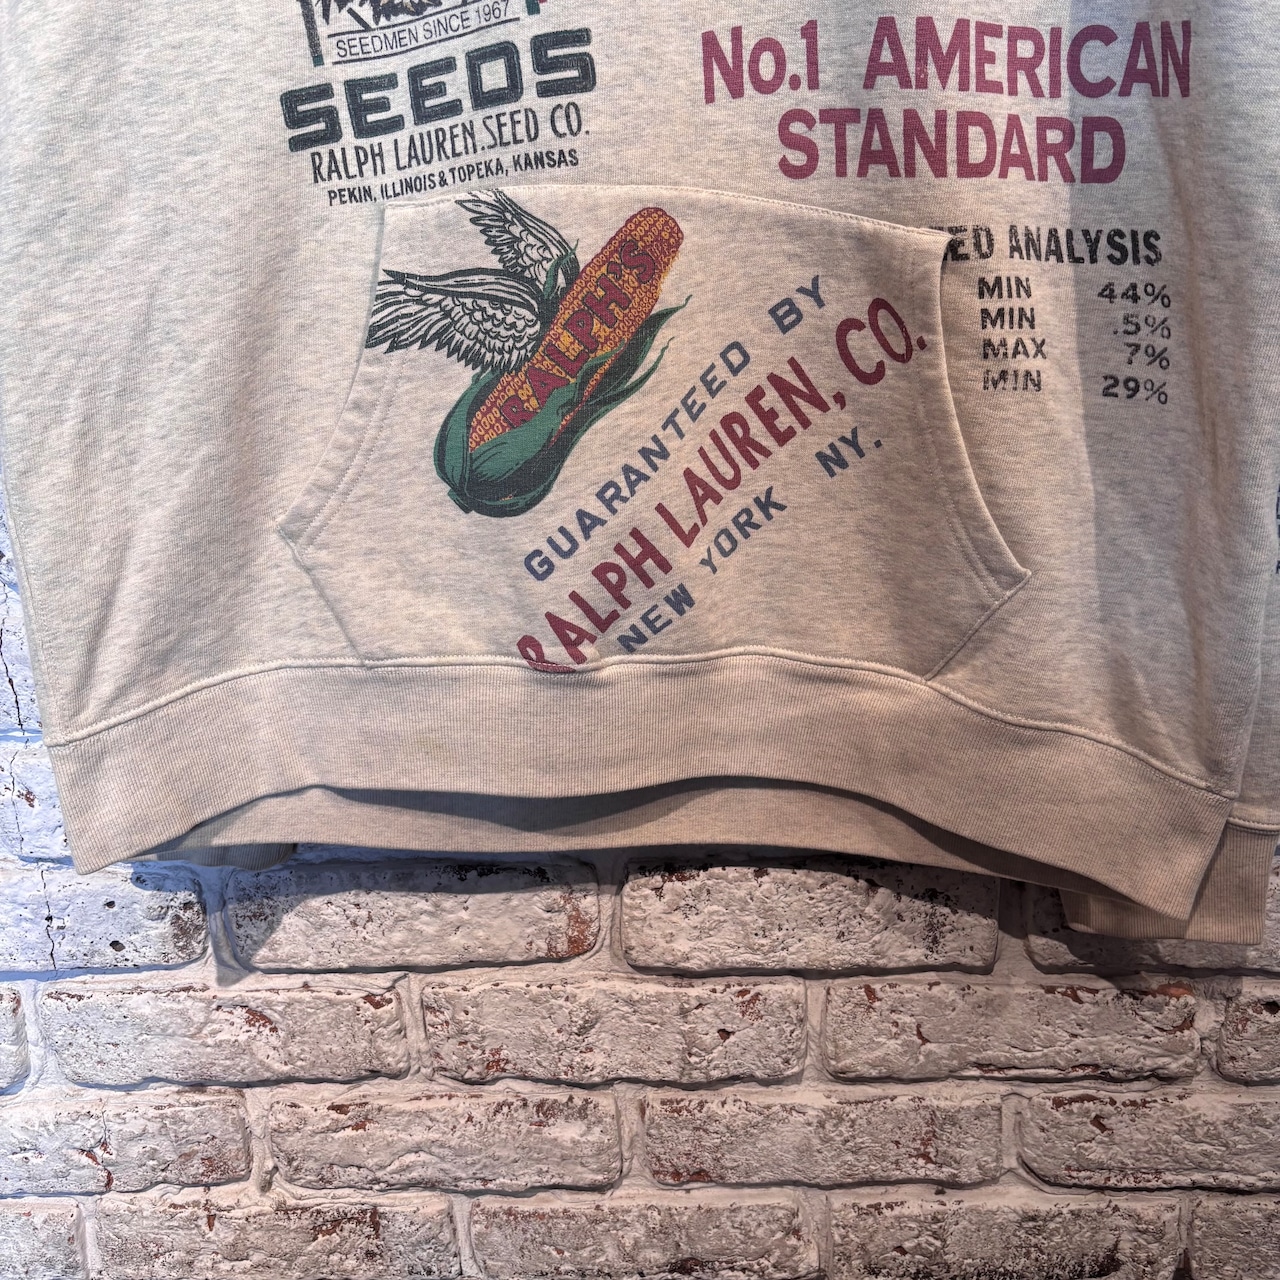 SEEDMEN SINCE 1967
SEEDS
RALPH LAUREN.SEED CO.
PEKIN, ILLINOIS & TOPEKA, KANSAS
No.1 AMERICAN
STANDARD
ANALYSIS
MIN 44%
MIN .5%
MAX 7%
MIN 29%
RALPH'S
GUARANTEED BY
RALPH LAUREN, CO.
NEW YORK NY.